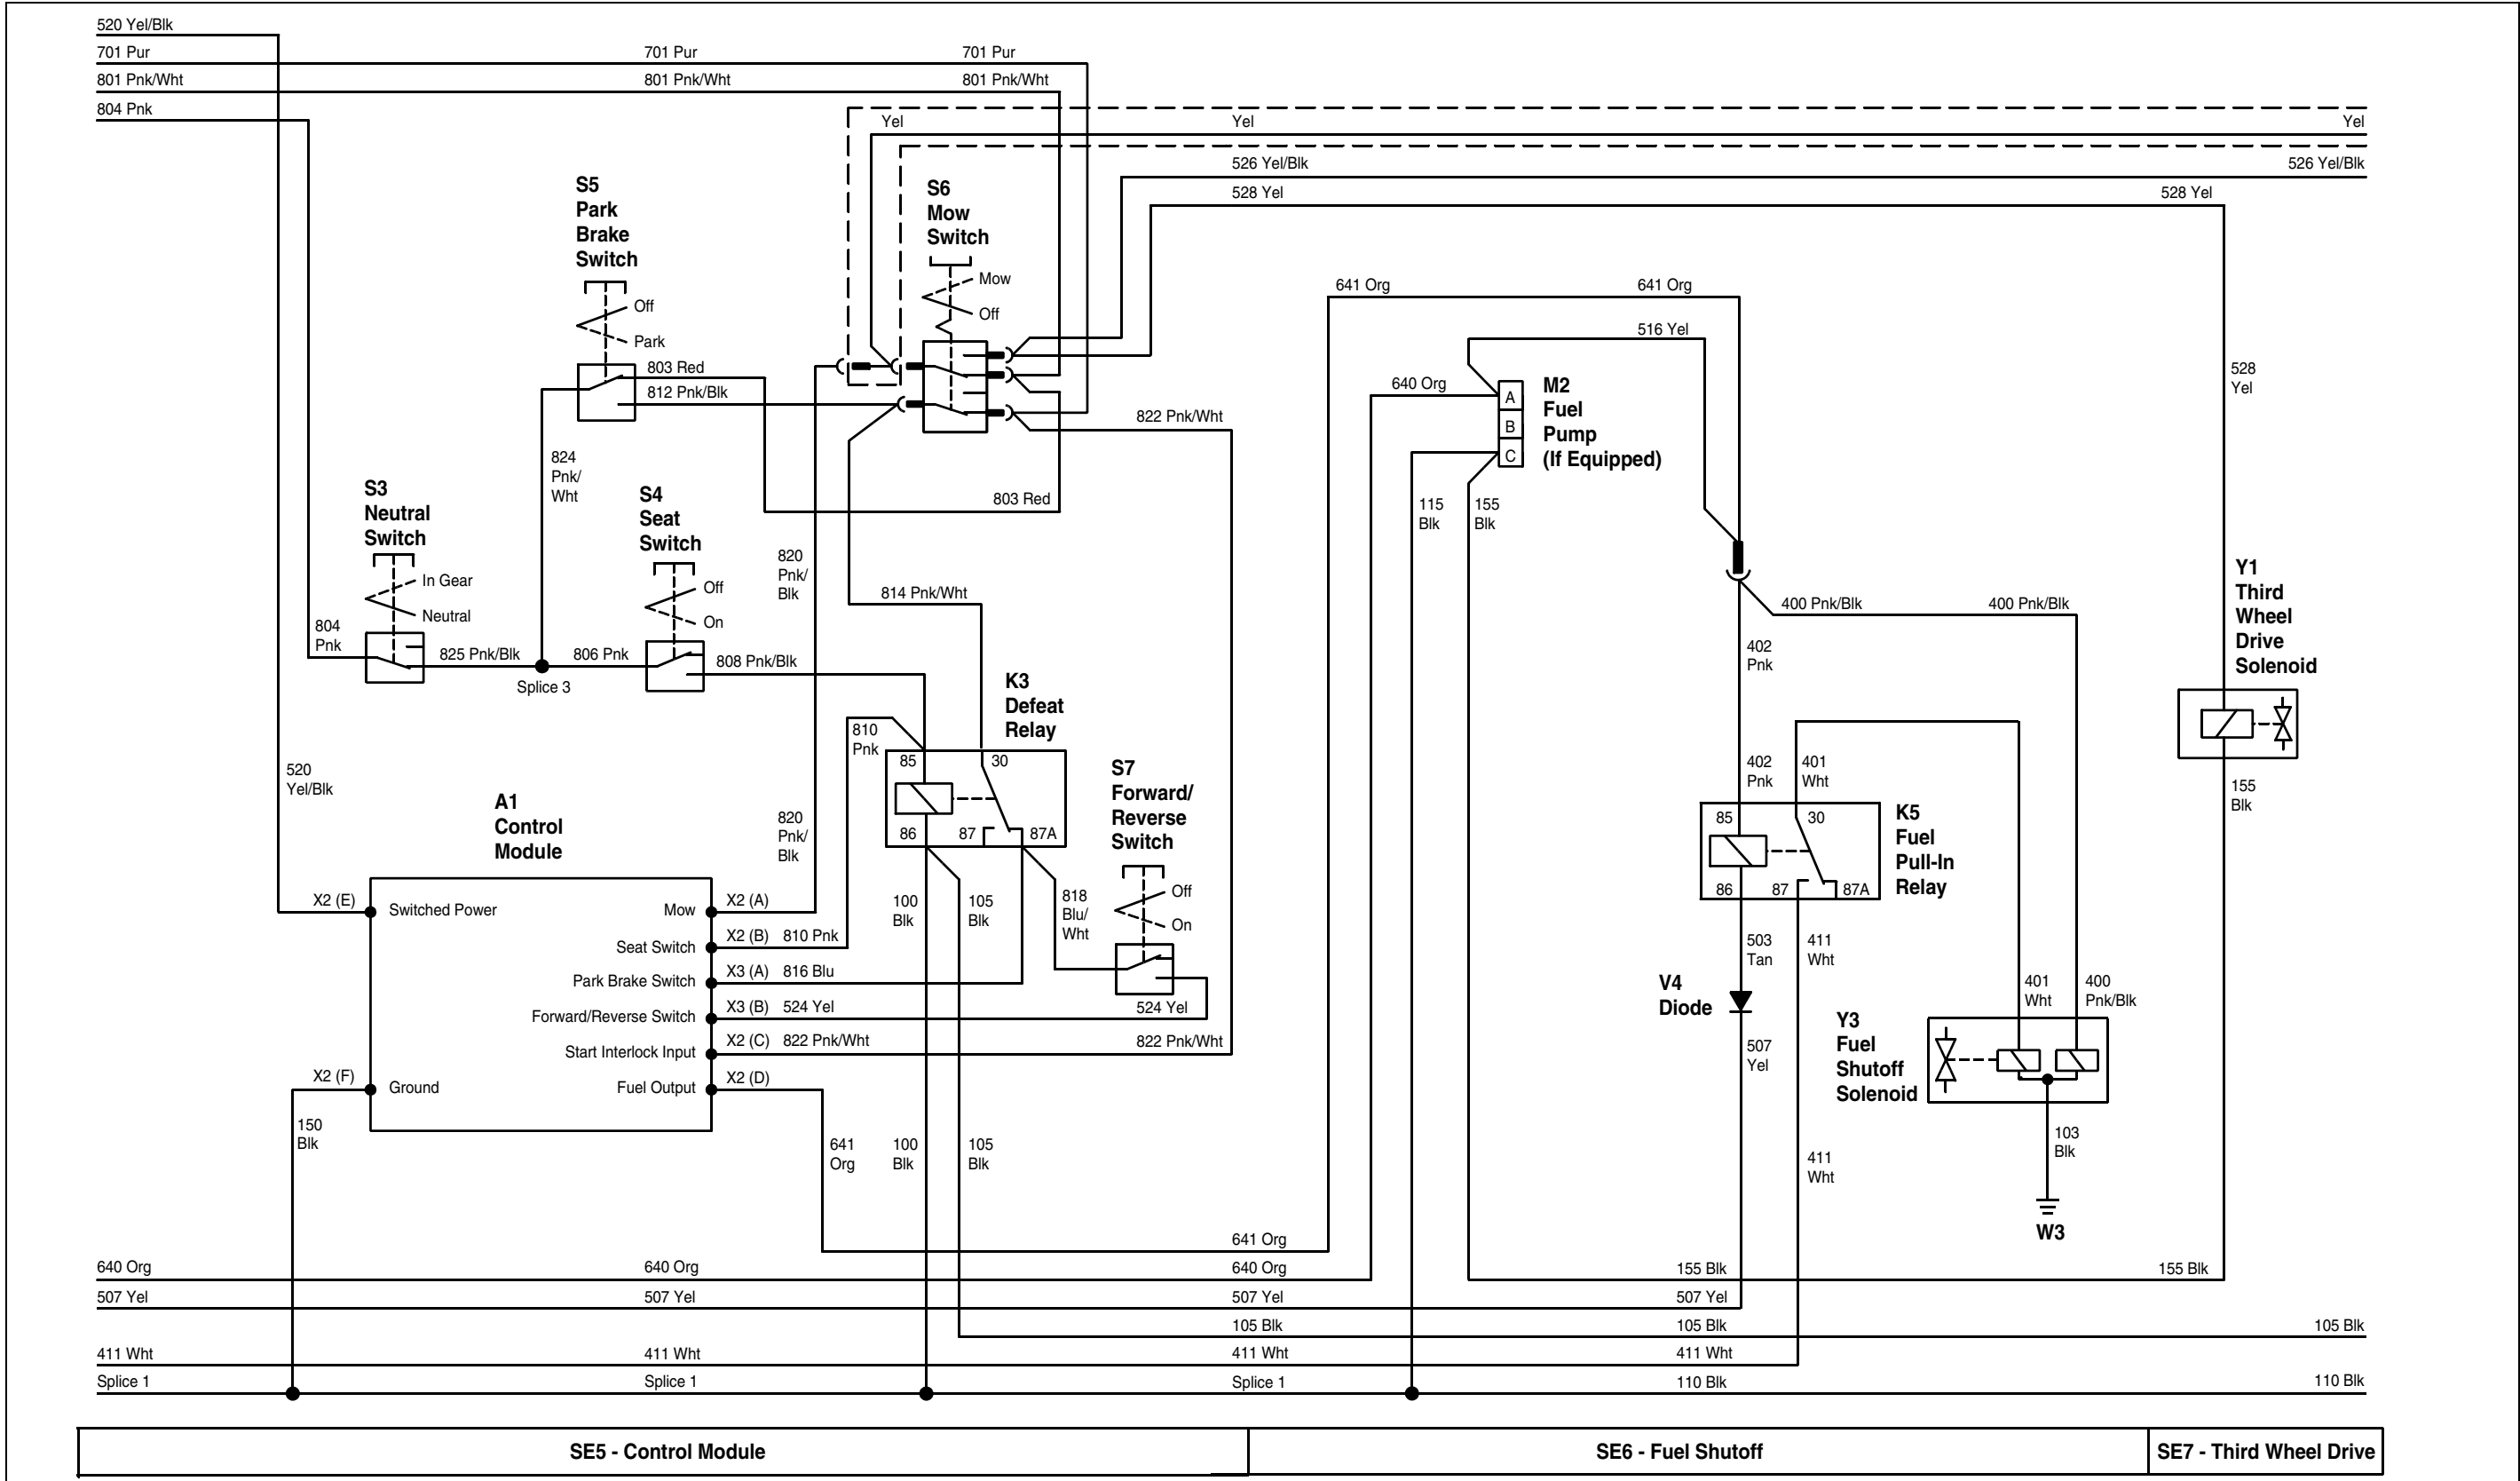 520 Yel/Blk
701 Pur 701 Pur 701 Pur
801 Pnk/Wht 801 Pnk/Wht 801 Pnk/Wht
804 Pnk
Yel Yel Yel
526 Yel/Blk 526 Yel/Blk
528 Yel 528 Yel
S5
Park
Brake
Switch
Off
Park
803 Red
812 Pnk/Blk
S6
Mow
Switch
Mow
Off
822 Pnk/Wht
803 Red
824
Pnk/
Wht
S3
Neutral
Switch
In Gear
Neutral
804
Pnk
825 Pnk/Blk
Splice 3
806 Pnk
S4
Seat
Switch
Off
On
808 Pnk/Blk
820
Pnk/
Blk
814 Pnk/Wht
K3
Defeat
Relay
810
Pnk
85 30
86 87 87A
S7
Forward/
Reverse
Switch
Off
On
520
Yel/Blk
820
Pnk/
Blk
100
Blk
105
Blk
818
Blu/
Wht
A1
Control
Module
X2 (E) Switched Power
X2 (F) Ground
Mow X2 (A)
Seat Switch X2 (B) 810 Pnk
Park Brake Switch X3 (A) 816 Blu
Forward/Reverse Switch X3 (B) 524 Yel 524 Yel
Start Interlock Input X2 (C) 822 Pnk/Wht 822 Pnk/Wht
Fuel Output X2 (D)
150
Blk
641
Org
100
Blk
105
Blk
641 Org 641 Org
516 Yel
640 Org
A
B
C
M2
Fuel
Pump
(If Equipped)
115
Blk
155
Blk
528
Yel
400 Pnk/Blk 400 Pnk/Blk
402
Pnk
Y1
Third
Wheel
Drive
Solenoid
155
Blk
402
Pnk
401
Wht
85 30
86 87 87A
K5
Fuel
Pull-In
Relay
503
Tan
411
Wht
V4
Diode
507
Yel
401
Wht
400
Pnk/Blk
Y3
Fuel
Shutoff
Solenoid
411
Wht
103
Blk
W3
641 Org
640 Org 640 Org 640 Org 155 Blk 155 Blk
507 Yel 507 Yel 507 Yel 507 Yel
105 Blk 105 Blk 105 Blk
411 Wht 411 Wht 411 Wht 411 Wht
Splice 1 Splice 1 Splice 1 110 Blk 110 Blk
SE5 - Control Module SE6 - Fuel Shutoff SE7 - Third Wheel Drive